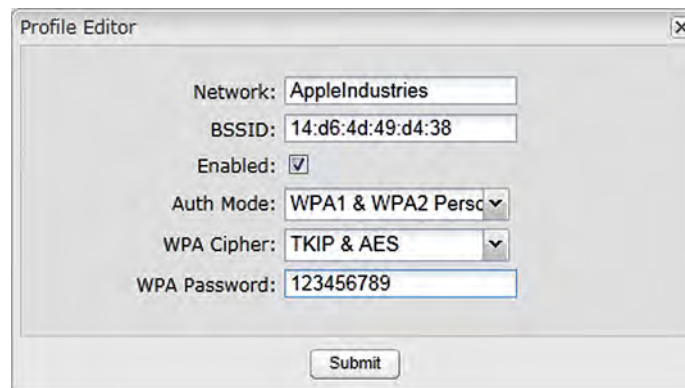 Profile Editor
Network: AppleIndustries
BSSID: 14:d6:4d:49:d4:38
Enabled:
Auth Mode: WPA1 & WPA2 Perso
WPA Cipher: TKIP & AES
WPA Password: 123456789
Submit